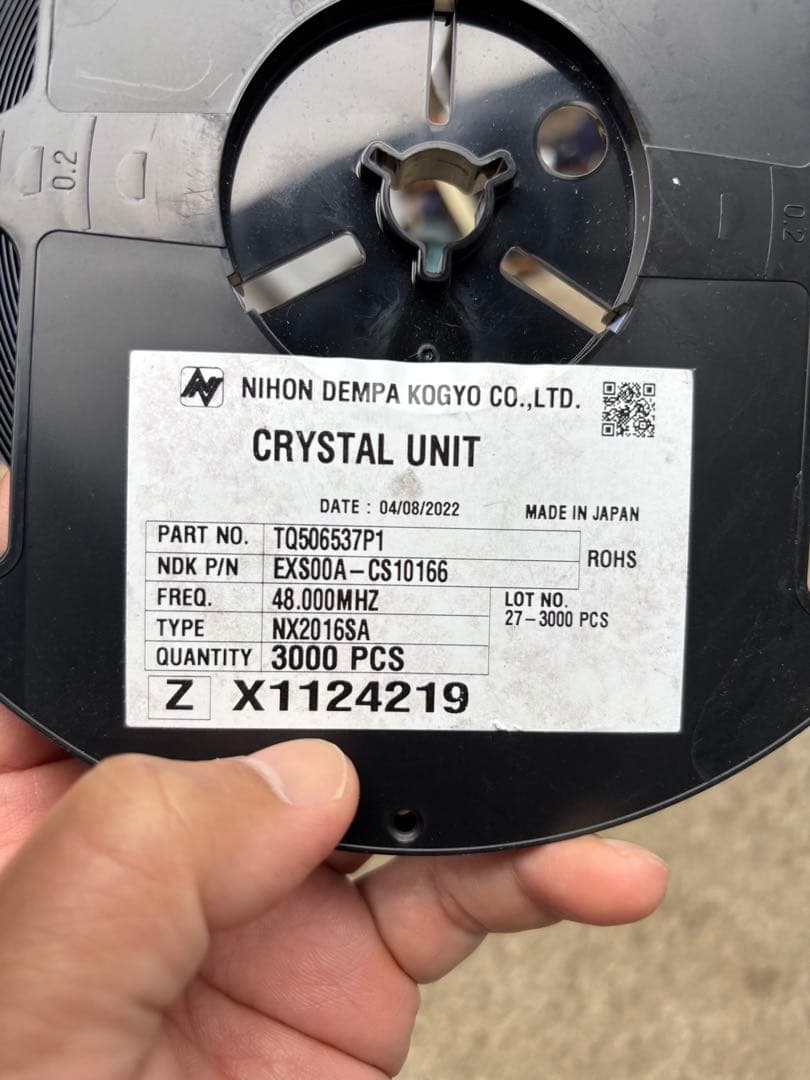 0.2
0.2
NIHON DEMPA KOGYO CO.,LTD.
CRYSTAL UNIT
DATE : 04/08/2022
MADE IN JAPAN
PART NO. TQ506537P1
NDK P/N EXS00A-CS10166
ROHS
FREQ. 48.000MHZ
LOT NO.
27-3000 PCS
TYPE NX2016SA
QUANTITY 3000 PCS
Z X1124219